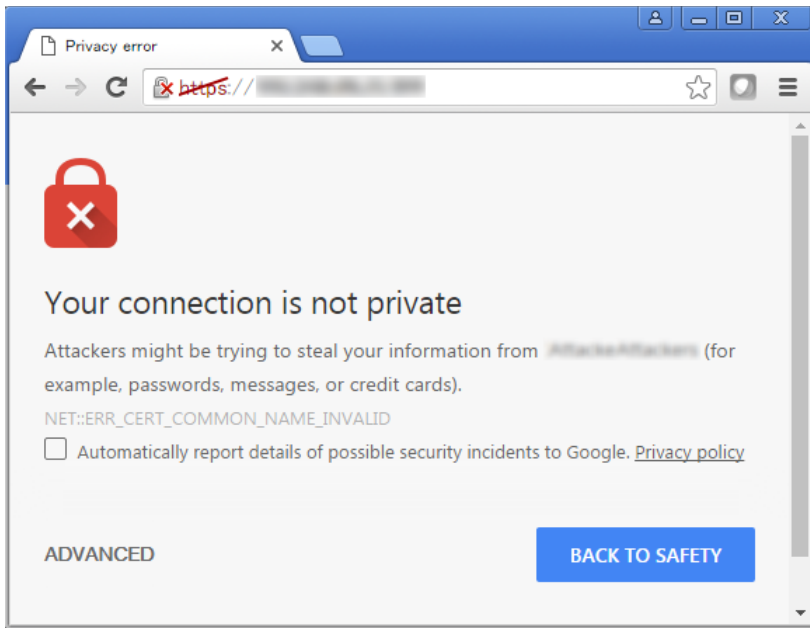 Privacy error
https://
Your connection is not private
Attackers might be trying to steal your information from (for
example, passwords, messages, or credit cards).
NET::ERR_CERT_COMMON_NAME_INVALID
Automatically report details of possible security incidents to Google. Privacy policy
ADVANCED
BACK TO SAFETY